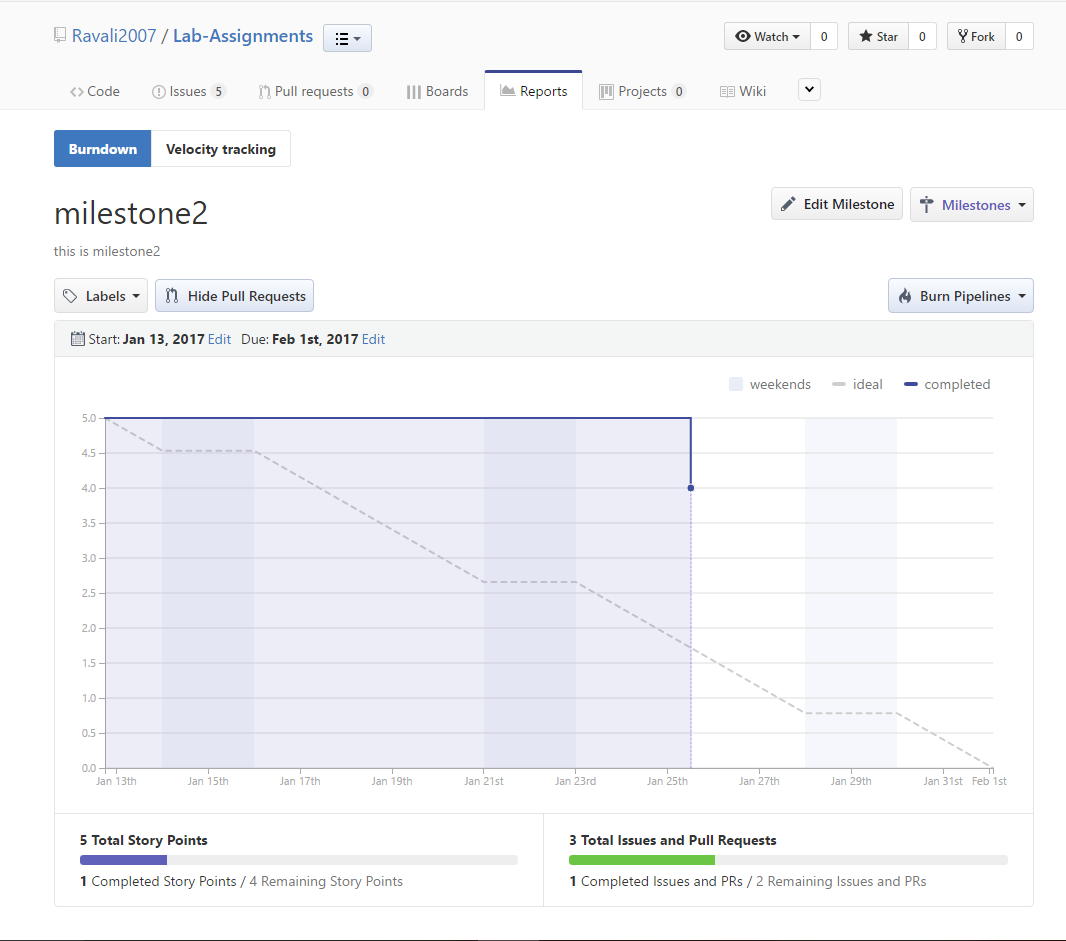 Ravali2007 / Lab-Assignments
Watch 0 Star 0 Fork 0
Code Issues 5 Pull requests 0 Boards Reports Projects 0 Wiki
Burndown Velocity tracking
milestone2
Edit Milestone Milestones
this is milestone2
Labels Hide Pull Requests Burn Pipelines
Start: Jan 13, 2017 Edit Due: Feb 1st, 2017 Edit
weekends ideal completed
5.0
4.5
4.0
3.5
3.0
2.5
2.0
1.5
1.0
0.5
0.0
Jan 13th Jan 15th Jan 17th Jan 19th Jan 21st Jan 23rd Jan 25th Jan 27th Jan 29th Jan 31st Feb 1st
5 Total Story Points
1 Completed Story Points / 4 Remaining Story Points
3 Total Issues and Pull Requests
1 Completed Issues and PRs / 2 Remaining Issues and PRs